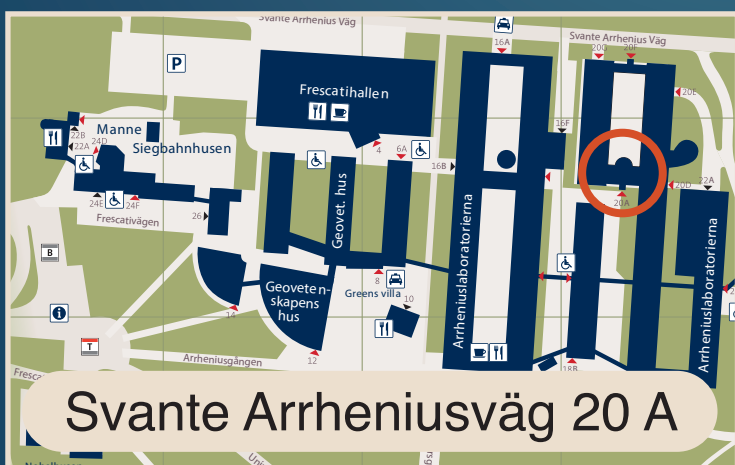 Svante Arrhenius Väg
Svante Arrhenius Väg
16A
20G
20F
P
Frescatihallen
20E
Manne
Siegbahnhusen
22B
22A
24D
16F
4
6A
16B
20D
22A
20A
24E
24F
Frescativägen
26
Geovet. hus
Arrheniuslaboratorierna
Arrheniuslaboratorierna
B
Geoveten-
skapens
hus
8
Greens villa
10
14
i
T
12
Arrheniusgången
18B
Svante Arrheniusväg 20 A